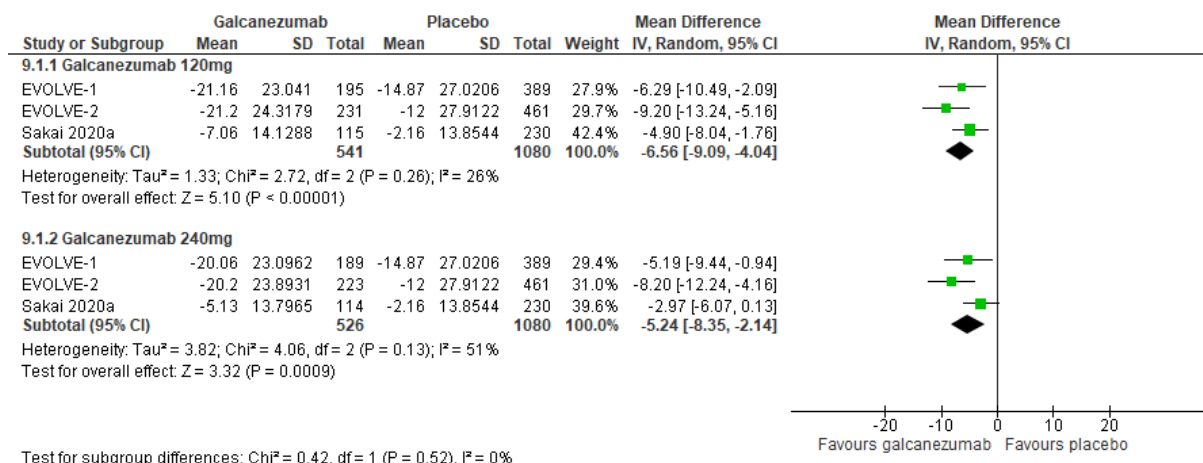 Galcanezumab Placebo Mean Difference Mean Difference
Study or Subgroup Mean SD Total Mean SD Total Weight IV, Random, 95% CI IV, Random, 95% CI
9.1.1 Galcanezumab 120mg
EVOLVE-1 -21.16 23.041 195 -14.87 27.0206 389 27.9% -6.29 [-10.49, -2.09]
EVOLVE-2 -21.2 24.3179 231 -12 27.9122 461 29.7% -9.20 [-13.24, -5.16]
Sakai 2020a -7.06 14.1288 115 -2.16 13.8544 230 42.4% -4.90 [-8.04, -1.76]
Subtotal (95% CI) 541 1080 100.0% -6.56 [-9.09, -4.04]
Heterogeneity: Tau² = 1.33; Chi² = 2.72, df = 2 (P = 0.26); I² = 26%
Test for overall effect: Z = 5.10 (P < 0.00001)
9.1.2 Galcanezumab 240mg
EVOLVE-1 -20.06 23.0962 189 -14.87 27.0206 389 29.4% -5.19 [-9.44, -0.94]
EVOLVE-2 -20.2 23.8931 223 -12 27.9122 461 31.0% -8.20 [-12.24, -4.16]
Sakai 2020a -5.13 13.7965 114 -2.16 13.8544 230 39.6% -2.97 [-6.07, 0.13]
Subtotal (95% CI) 526 1080 100.0% -5.24 [-8.35, -2.14]
Heterogeneity: Tau² = 3.82; Chi² = 4.06, df = 2 (P = 0.13); I² = 51%
Test for overall effect: Z = 3.32 (P = 0.0009)
-20 -10 0 10 20
Favours galcanezumab Favours placebo
Test for subgroup differences: Chi² = 0.42, df = 1 (P = 0.52), I² = 0%